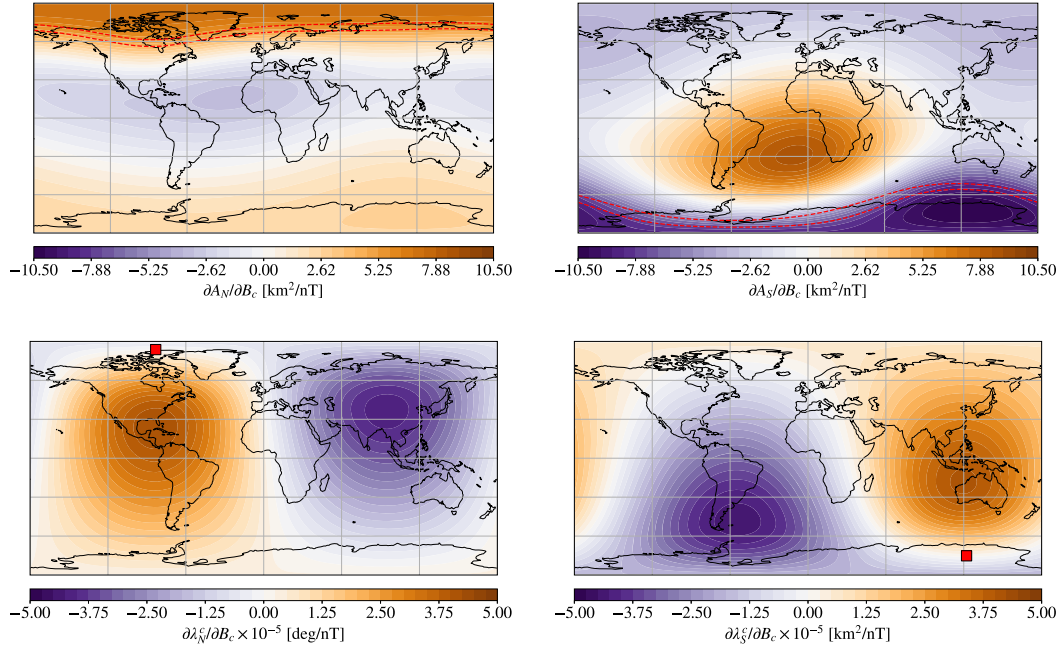 −10.50 −7.88 −5.25 −2.62 0.00 2.62 5.25 7.88 10.50
∂A_N/∂B_c [km²/nT]
−10.50 −7.88 −5.25 −2.62 0.00 2.62 5.25 7.88 10.50
∂A_S/∂B_c [km²/nT]
−5.00 −3.75 −2.50 −1.25 0.00 1.25 2.50 3.75 5.00
∂λ_N^c/∂B_c × 10⁻⁵ [deg/nT]
−5.00 −3.75 −2.50 −1.25 0.00 1.25 2.50 3.75 5.00
∂λ_S^c/∂B_c × 10⁻⁵ [km²/nT]